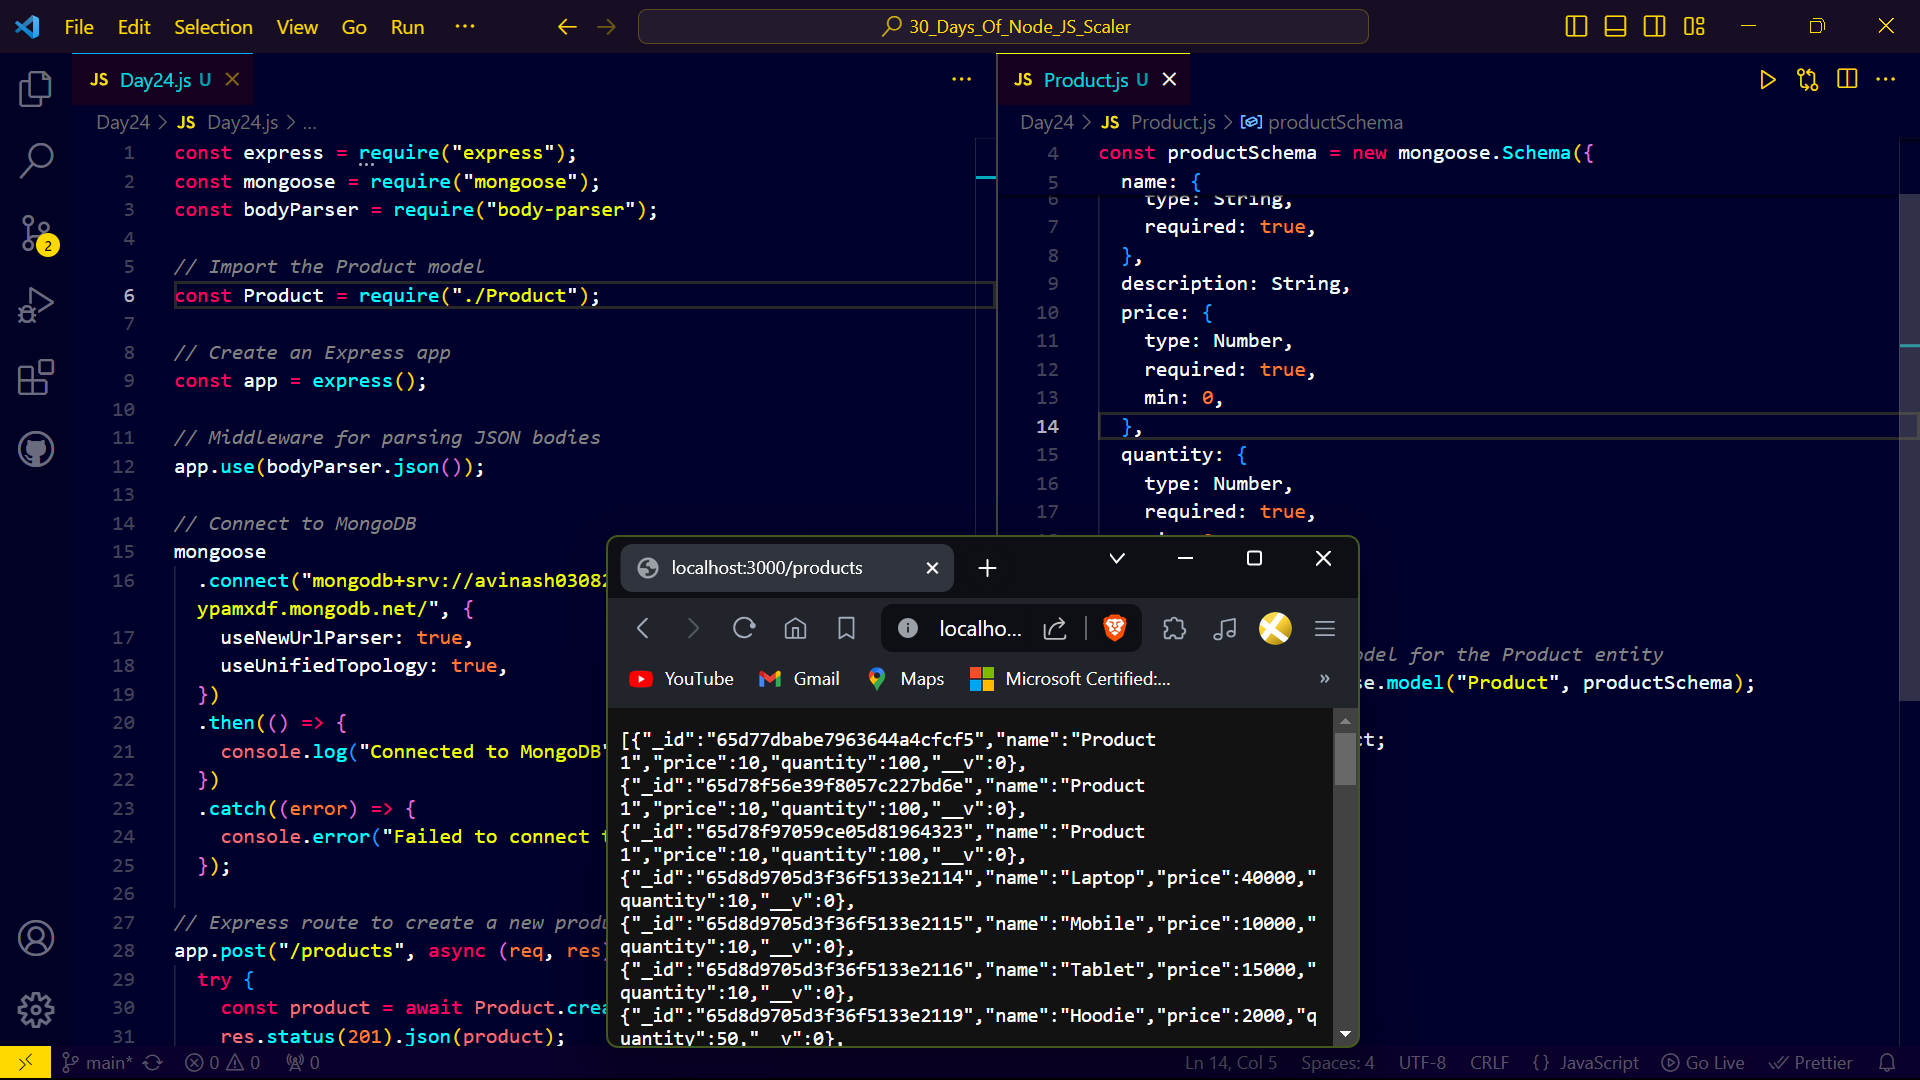 File Edit Selection View Go Run ···
30_Days_Of_Node_JS_Scaler
JS Day24.js U
Day24 > JS Day24.js > ...
1 const express = require("express");
2 const mongoose = require("mongoose");
3 const bodyParser = require("body-parser");
4
5 // Import the Product model
6 const Product = require("./Product");
7
8 // Create an Express app
9 const app = express();
10
11 // Middleware for parsing JSON bodies
12 app.use(bodyParser.json());
13
14 // Connect to MongoDB
15 mongoose
16 .connect("mongodb+srv://avinash03082
ypamxdf.mongodb.net/", {
17 useNewUrlParser: true,
18 useUnifiedTopology: true,
19 })
20 .then(() => {
21 console.log("Connected to MongoDB"
22 })
23 .catch((error) => {
24 console.error("Failed to connect t
25 });
26
27 // Express route to create a new produ
28 app.post("/products", async (req, res)
29 try {
30 const product = await Product.crea
31 res.status(201).json(product);
JS Product.js U
Day24 > JS Product.js > productSchema
4 const productSchema = new mongoose.Schema({
5 name: {
6 type: String,
7 required: true,
8 },
9 description: String,
10 price: {
11 type: Number,
12 required: true,
13 min: 0,
14 },
15 quantity: {
16 type: Number,
17 required: true,
odel for the Product entity
se.model("Product", productSchema);
ct;
localhost:3000/products
localho...
YouTube Gmail Maps Microsoft Certified:... »
[{"_id":"65d77dbabe7963644a4cfcf5","name":"Product
1","price":10,"quantity":100,"__v":0},
{"_id":"65d78f56e39f8057c227bd6e","name":"Product
1","price":10,"quantity":100,"__v":0},
{"_id":"65d78f97059ce05d81964323","name":"Product
1","price":10,"quantity":100,"__v":0},
{"_id":"65d8d9705d3f36f5133e2114","name":"Laptop","price":40000,"
quantity":10,"__v":0},
{"_id":"65d8d9705d3f36f5133e2115","name":"Mobile","price":10000,"
quantity":10,"__v":0},
{"_id":"65d8d9705d3f36f5133e2116","name":"Tablet","price":15000,"
quantity":10,"__v":0},
{"_id":"65d8d9705d3f36f5133e2119","name":"Hoodie","price":2000,"q
uantity":50,"__v":0},
2
main* 0 0 0 Ln 14, Col 5 Spaces: 4 UTF-8 CRLF {} JavaScript Go Live Prettier